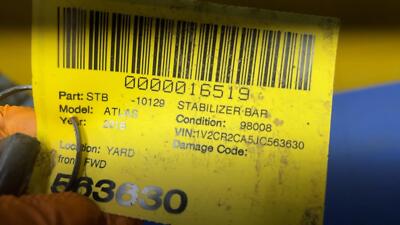 0000016519
Part: STB -10129 STABILIZER BAR
Model: ATLAS Condition: 98008
Year: 2018 VIN:1V2CR2CA5JC563630
Location: YARD Damage Code:
front, FWD
563630